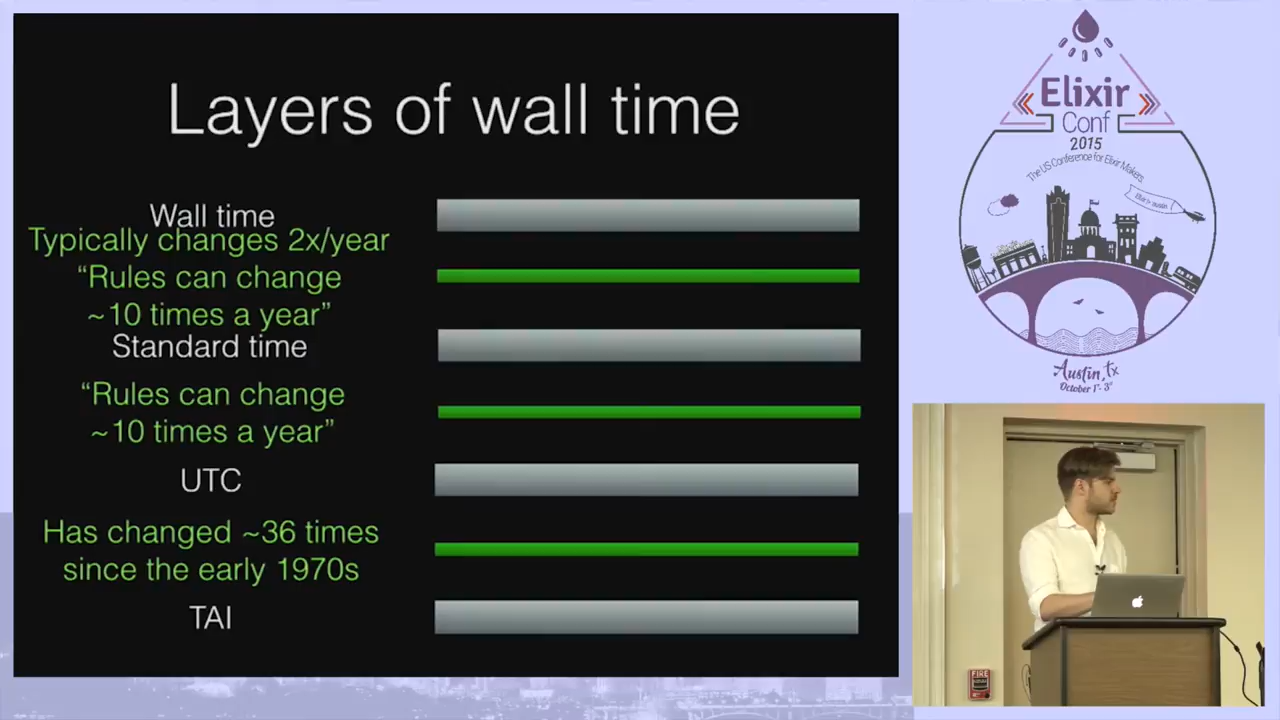 Layers of wall time
Wall time
Typically changes 2x/year
“Rules can change
~10 times a year”
Standard time
“Rules can change
~10 times a year”
UTC
Has changed ~36 times
since the early 1970s
TAI
Elixir
Conf
2015
The US Conference for Elixir Makers
Austin, TX
October 1st - 3rd
FIRE